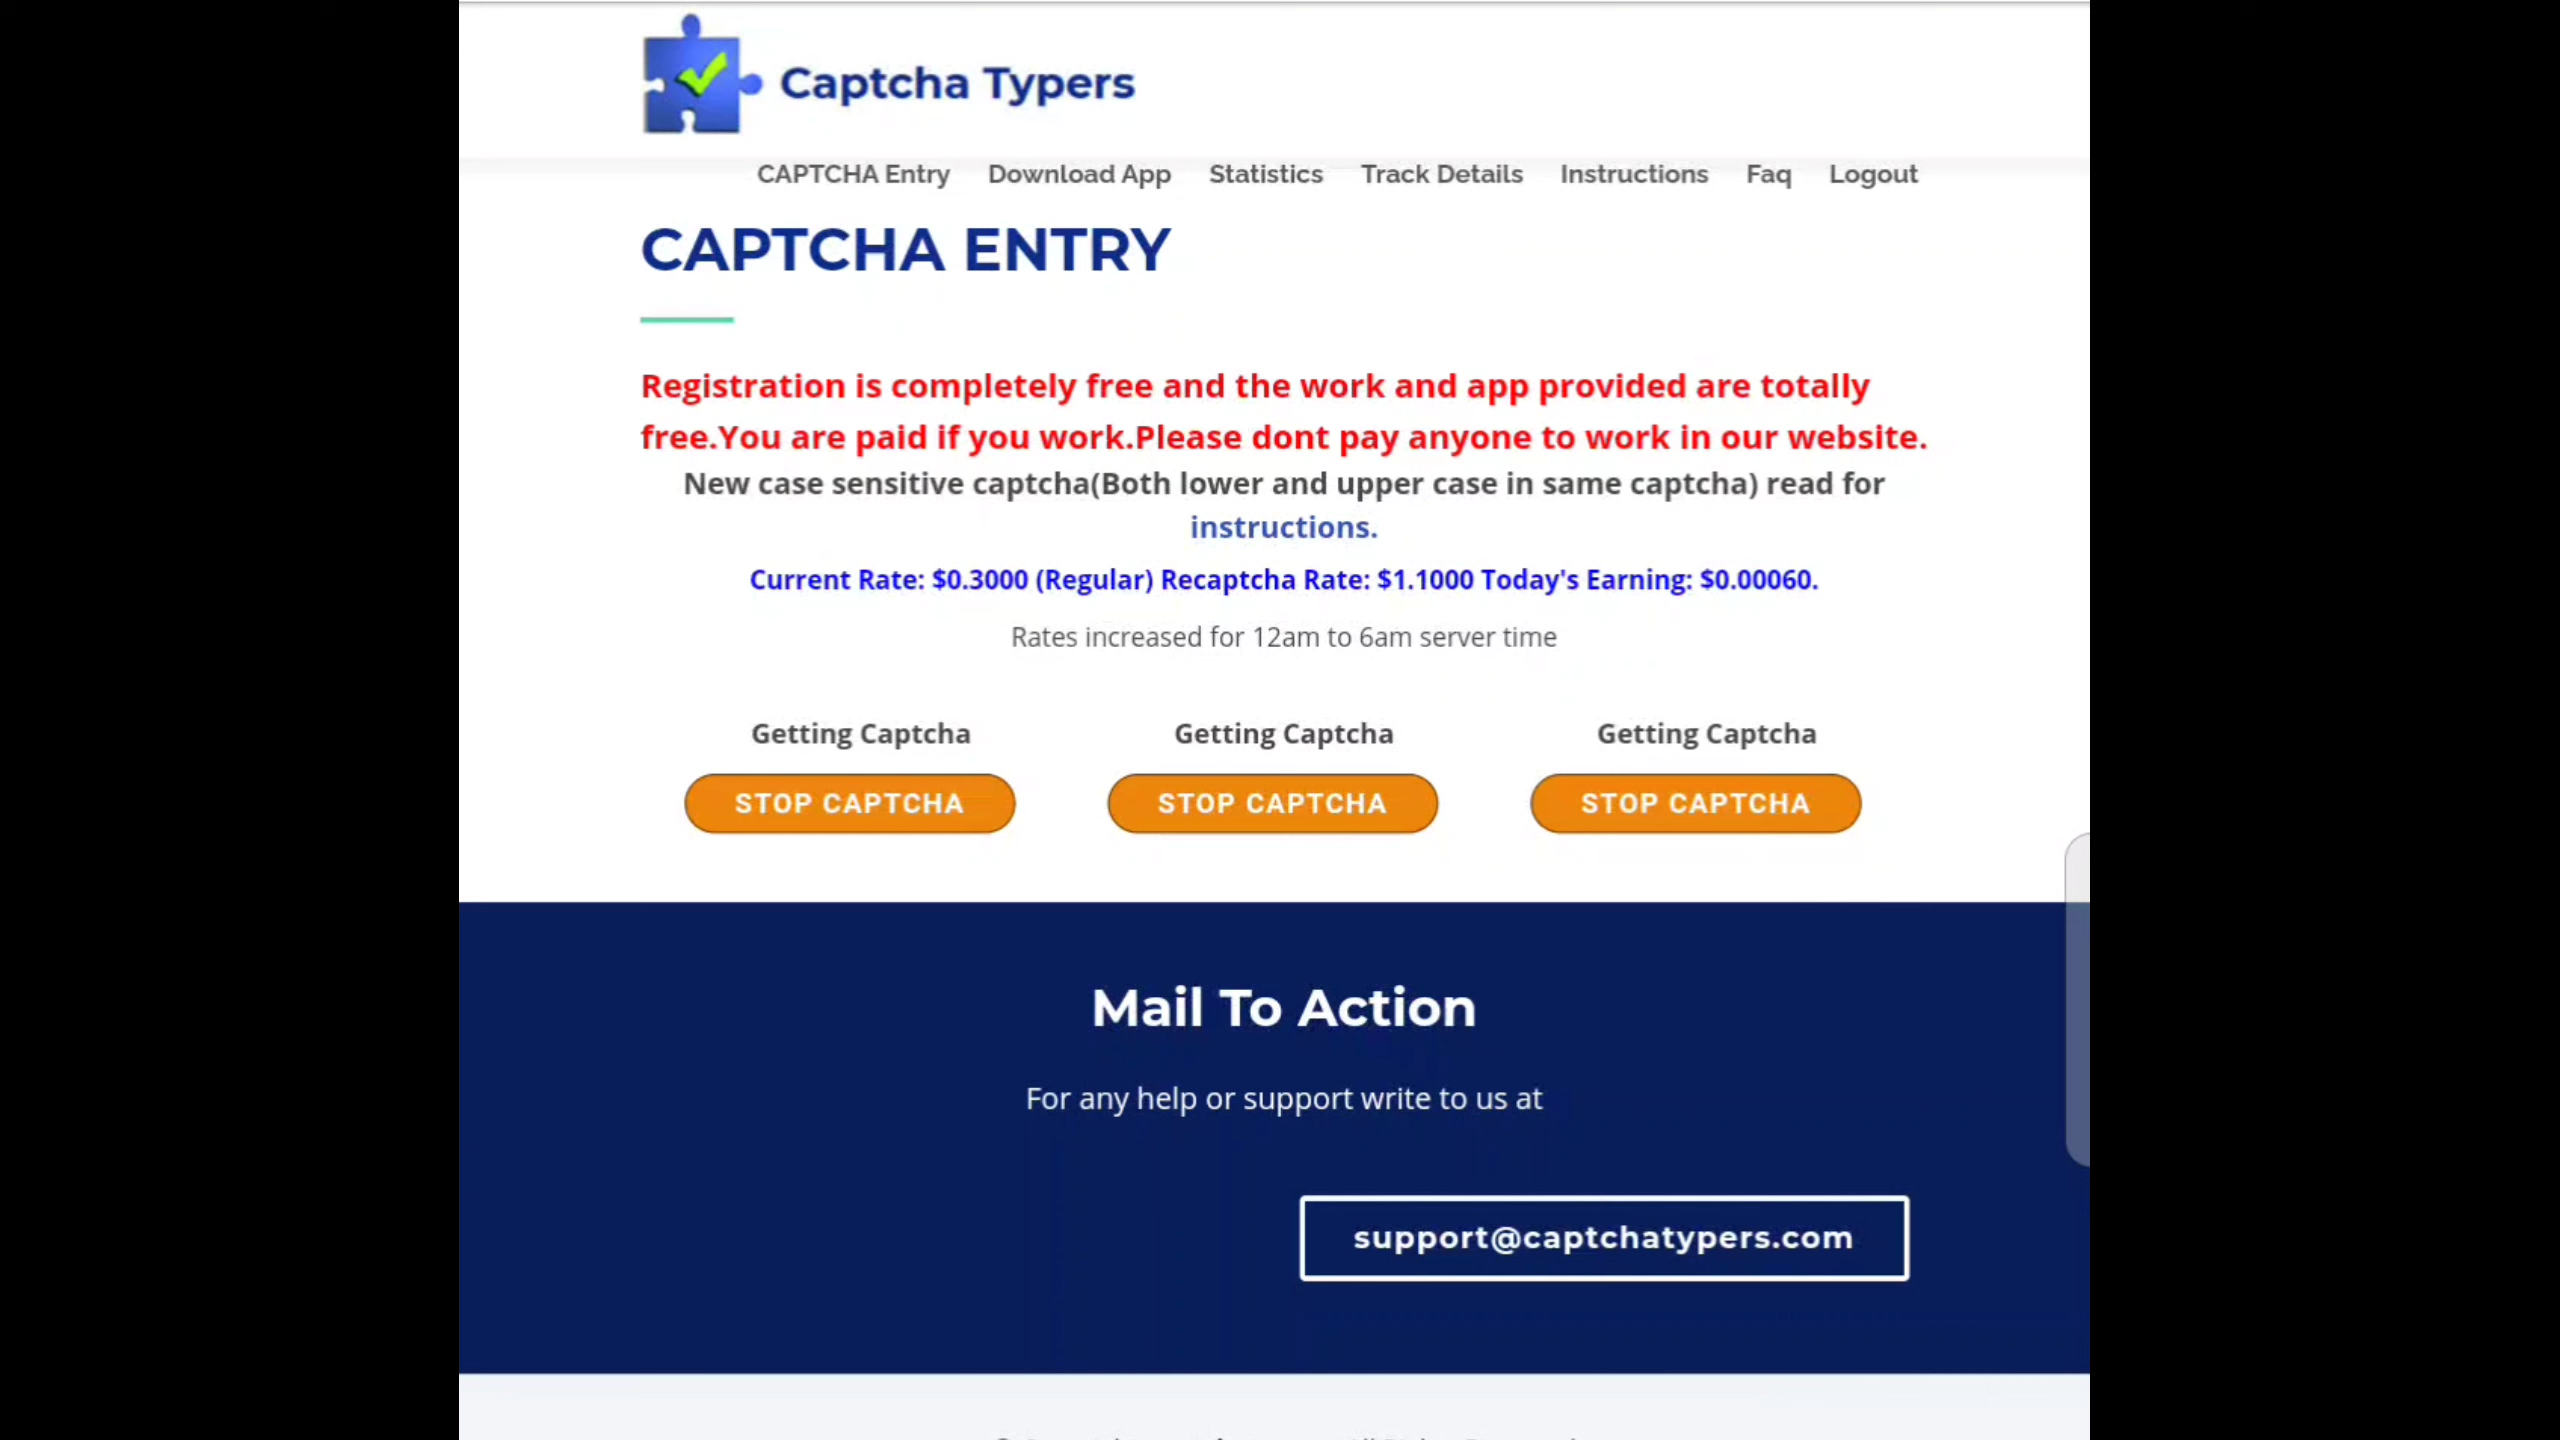 Captcha Typers
CAPTCHA Entry Download App Statistics Track Details Instructions Faq Logout
CAPTCHA ENTRY
Registration is completely free and the work and app provided are totally
free.You are paid if you work.Please dont pay anyone to work in our website.
New case sensitive captcha(Both lower and upper case in same captcha) read for
instructions.
Current Rate: $0.3000 (Regular) Recaptcha Rate: $1.1000 Today's Earning: $0.00060.
Rates increased for 12am to 6am server time
Getting Captcha Getting Captcha Getting Captcha
STOP CAPTCHA STOP CAPTCHA STOP CAPTCHA
Mail To Action
For any help or support write to us at
support@captchatypers.com